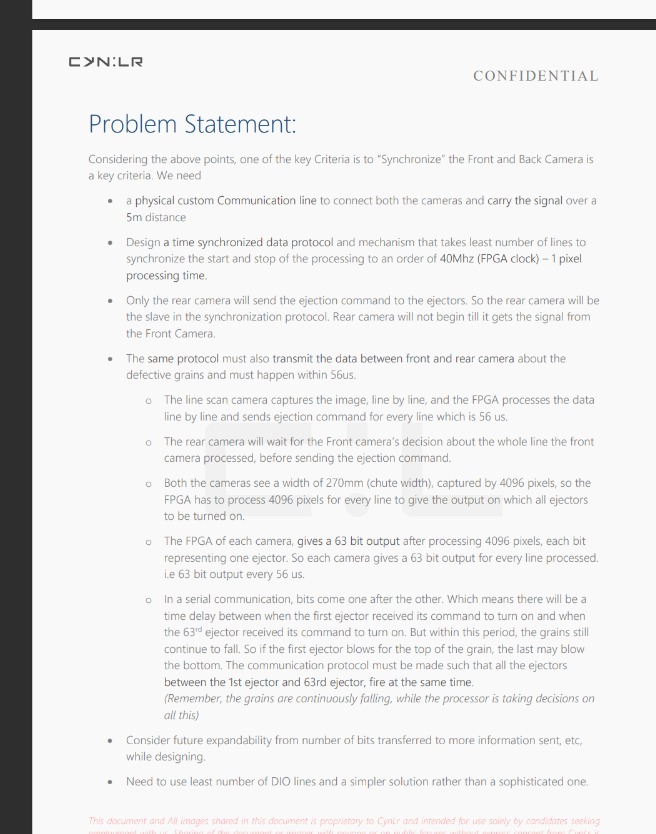 CYN:LR
CONFIDENTIAL
Problem Statement:
Considering the above points, one of the key Criteria is to “Synchronize” the Front and Back Camera is
a key criteria. We need
• a physical custom Communication line to connect both the cameras and carry the signal over a
5m distance
• Design a time synchronized data protocol and mechanism that takes least number of lines to
synchronize the start and stop of the processing to an order of 40Mhz (FPGA clock) – 1 pixel
processing time.
• Only the rear camera will send the ejection command to the ejectors. So the rear camera will be
the slave in the synchronization protocol. Rear camera will not begin till it gets the signal from
the Front Camera.
• The same protocol must also transmit the data between front and rear camera about the
defective grains and must happen within 56us.
o The line scan camera captures the image, line by line, and the FPGA processes the data
line by line and sends ejection command for every line which is 56 us.
o The rear camera will wait for the Front camera’s decision about the whole line the front
camera processed, before sending the ejection command.
o Both the cameras see a width of 270mm (chute width), captured by 4096 pixels, so the
FPGA has to process 4096 pixels for every line to give the output on which all ejectors
to be turned on.
o The FPGA of each camera, gives a 63 bit output after processing 4096 pixels, each bit
representing one ejector. So each camera gives a 63 bit output for every line processed.
i.e 63 bit output every 56 us.
o In a serial communication, bits come one after the other. Which means there will be a
time delay between when the first ejector received its command to turn on and when
the 63rd ejector received its command to turn on. But within this period, the grains still
continue to fall. So if the first ejector blows for the top of the grain, the last may blow
the bottom. The communication protocol must be made such that all the ejectors
between the 1st ejector and 63rd ejector, fire at the same time.
(Remember, the grains are continuously falling, while the processor is taking decisions on
all this)
• Consider future expandability from number of bits transferred to more information sent, etc,
while designing.
• Need to use least number of DIO lines and a simpler solution rather than a sophisticated one.
This document and All images shared in this document is proprietary to CynLr and intended for use solely by candidates seeking